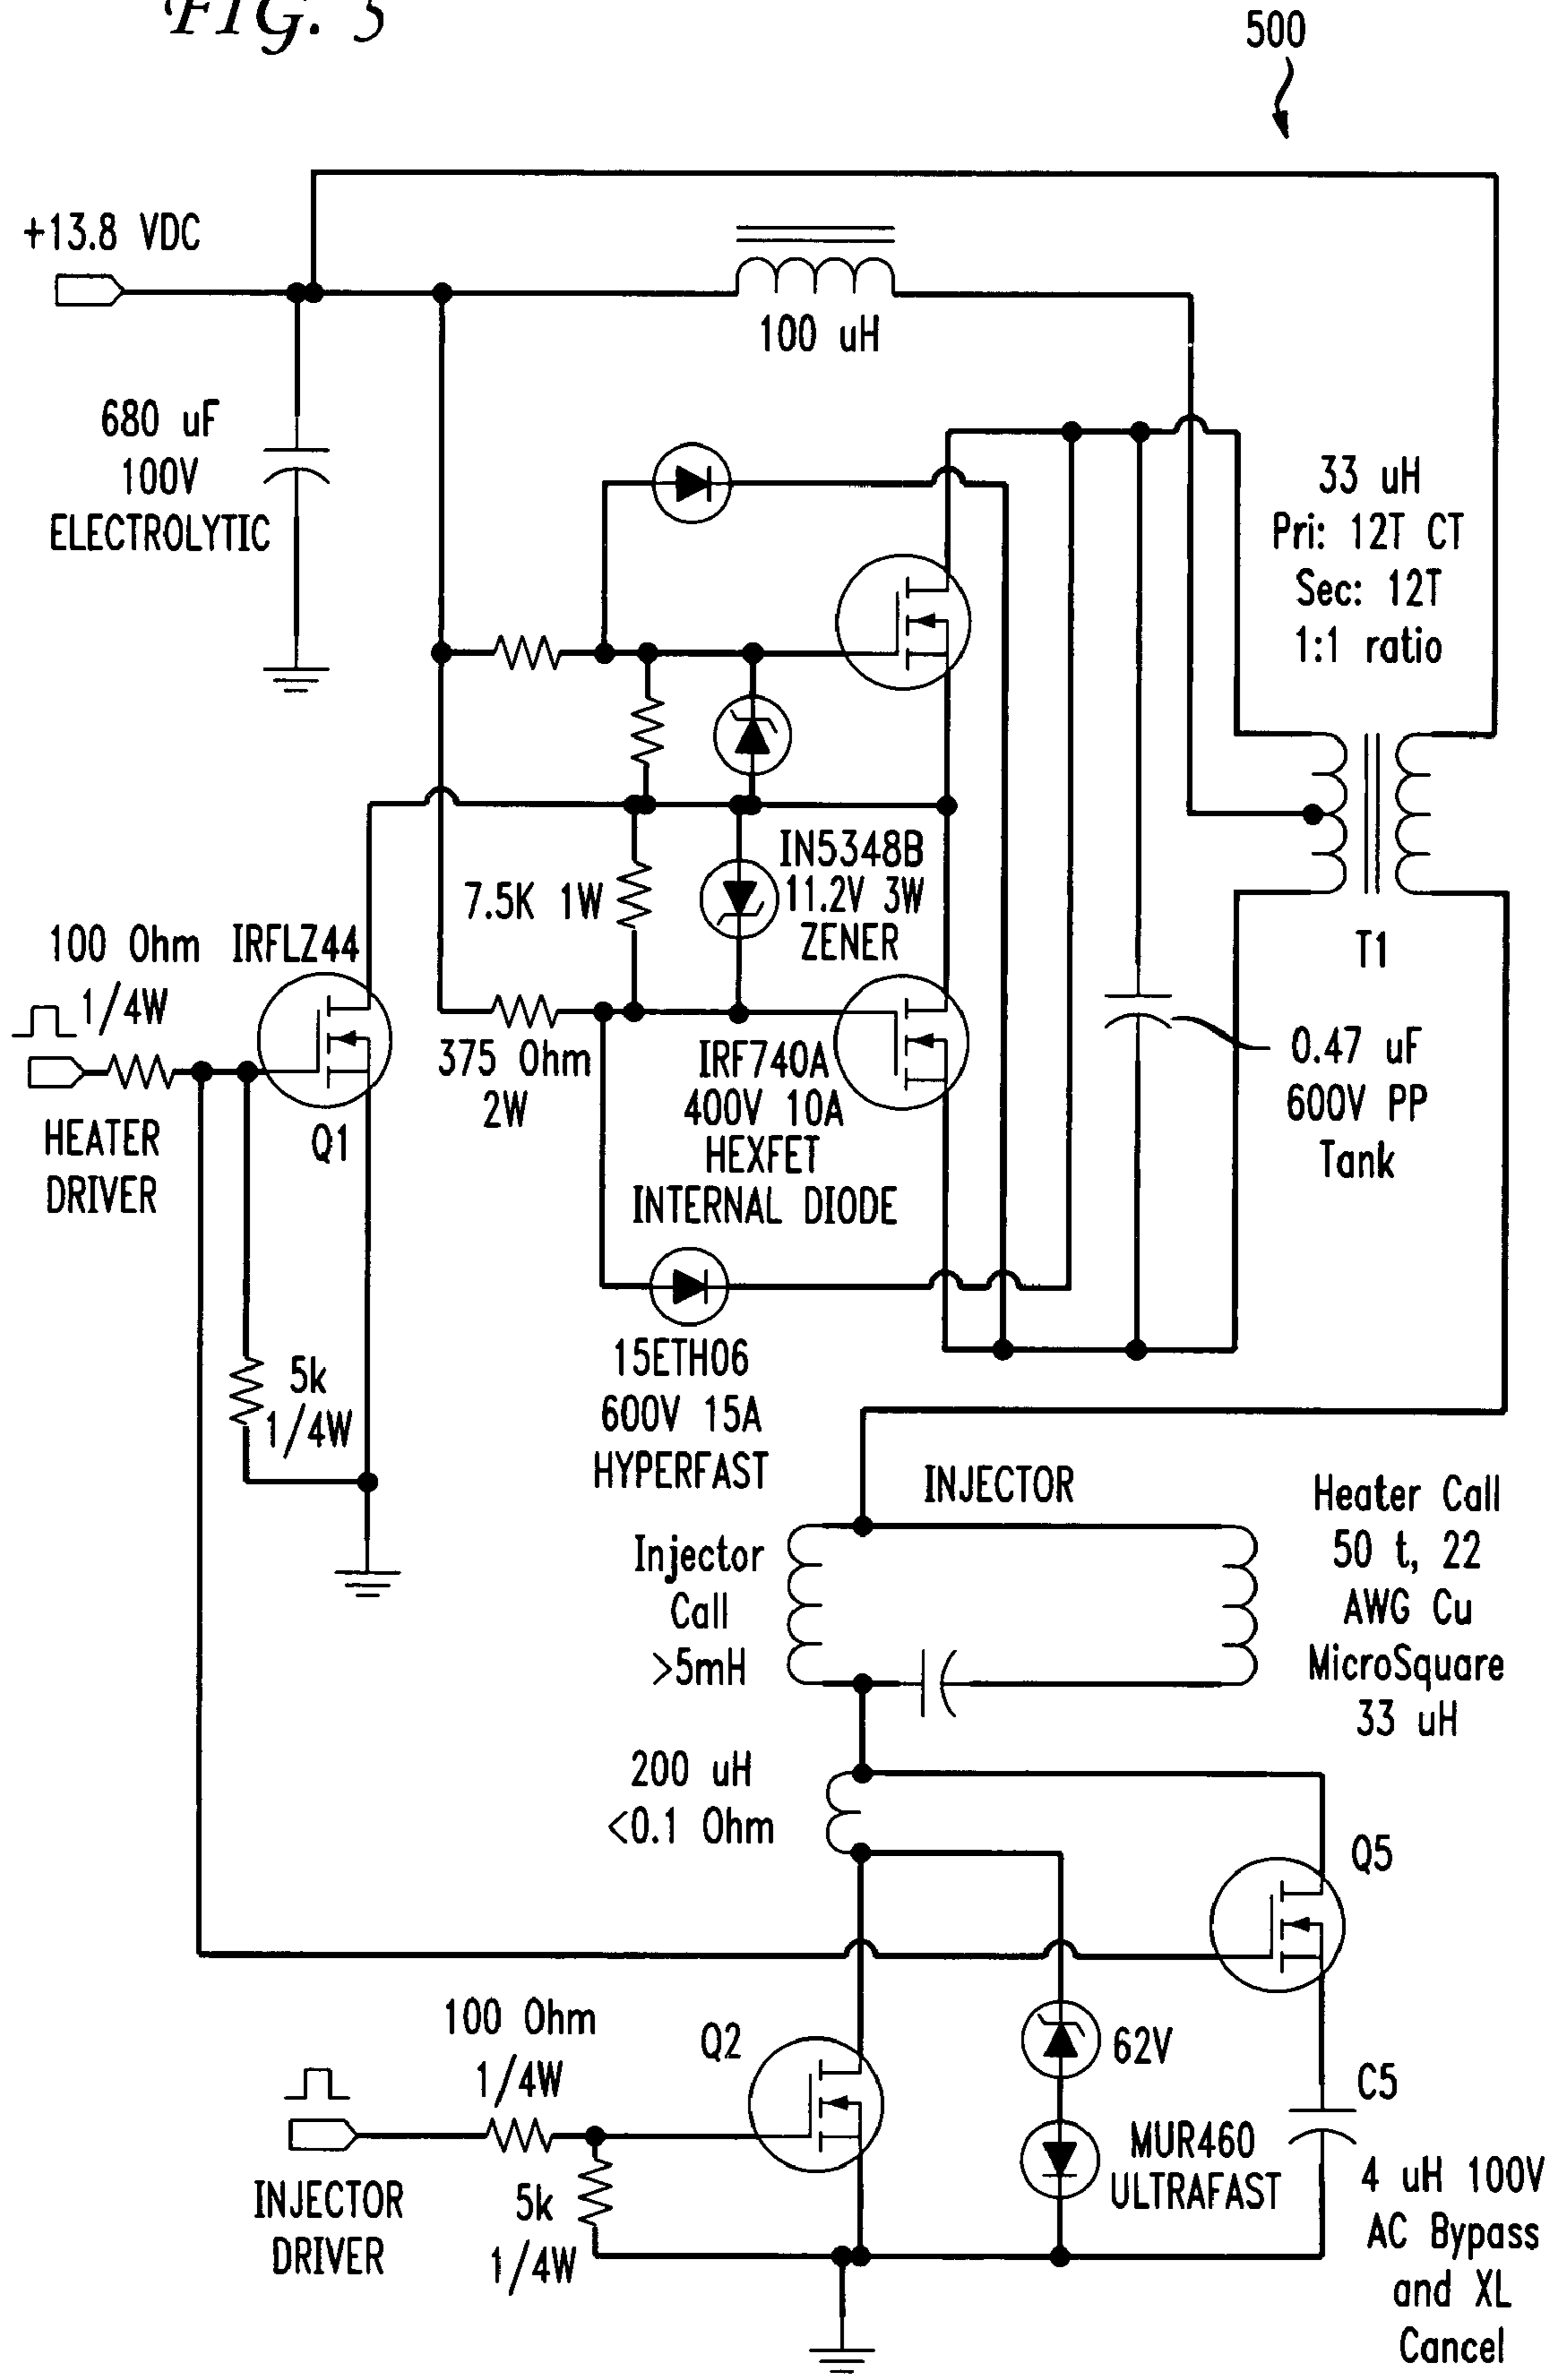 FIG. 5
500
+13.8 VDC
100 uH
680 uF
100V
ELECTROLYTIC
33 uH
Pri: 12T CT
Sec: 12T
1:1 ratio
T1
IN5348B
11.2V 3W
ZENER
7.5K 1W
100 Ohm
1/4W
IRFLZ44
Q1
HEATER
DRIVER
375 Ohm
2W
IRF740A
400V 10A
HEXFET
INTERNAL DIODE
0.47 uF
600V PP
Tank
15ETH06
600V 15A
HYPERFAST
5k
1/4W
INJECTOR
Injector
Call
>5mH
Heater Call
50 t, 22
AWG Cu
MicroSquare
33 uH
200 uH
<0.1 Ohm
Q5
100 Ohm
1/4W
Q2
62V
C5
INJECTOR
DRIVER
5k
1/4W
MUR460
ULTRAFAST
4 uH 100V
AC Bypass
and XL
Cancel